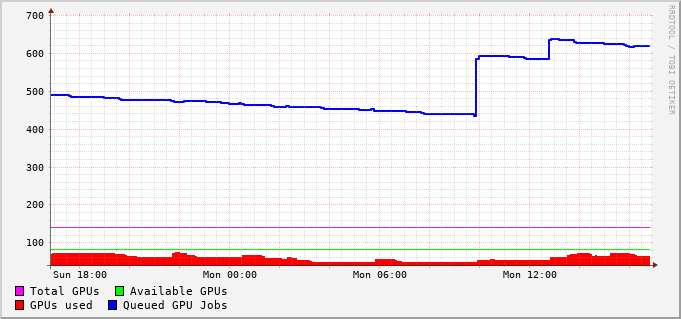 700
600
500
400
300
200
100
Sun 18:00 Mon 00:00 Mon 06:00 Mon 12:00
Total GPUs Available GPUs
GPUs used Queued GPU Jobs
RRDTOOL / TOBI OETIKER